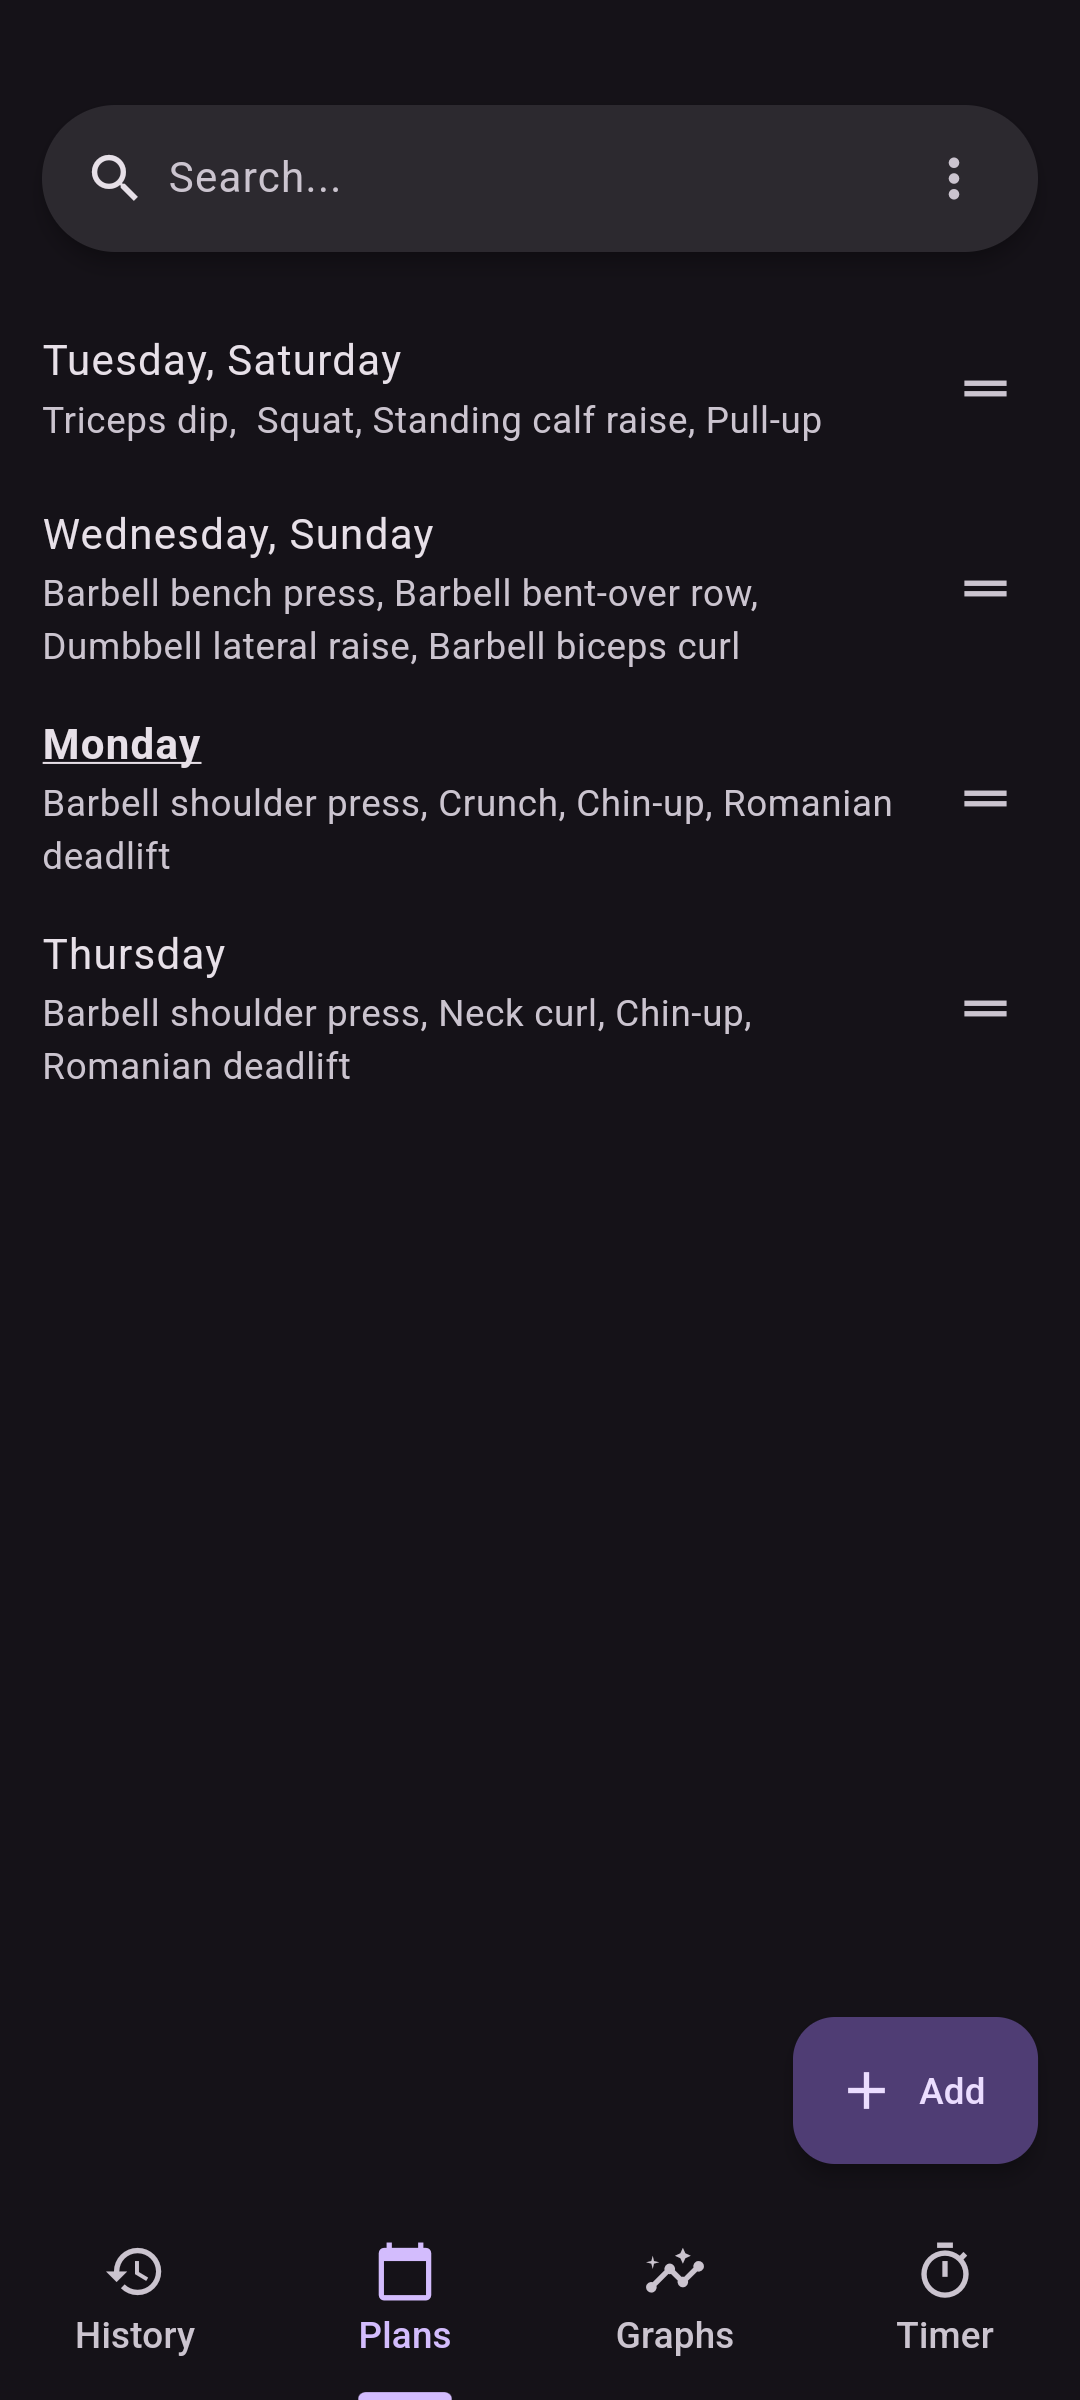 Search...
Tuesday, Saturday
Triceps dip,  Squat, Standing calf raise, Pull-up
Wednesday, Sunday
Barbell bench press, Barbell bent-over row,
Dumbbell lateral raise, Barbell biceps curl
Monday
Barbell shoulder press, Crunch, Chin-up, Romanian
deadlift
Thursday
Barbell shoulder press, Neck curl, Chin-up,
Romanian deadlift
Add
History
Plans
Graphs
Timer